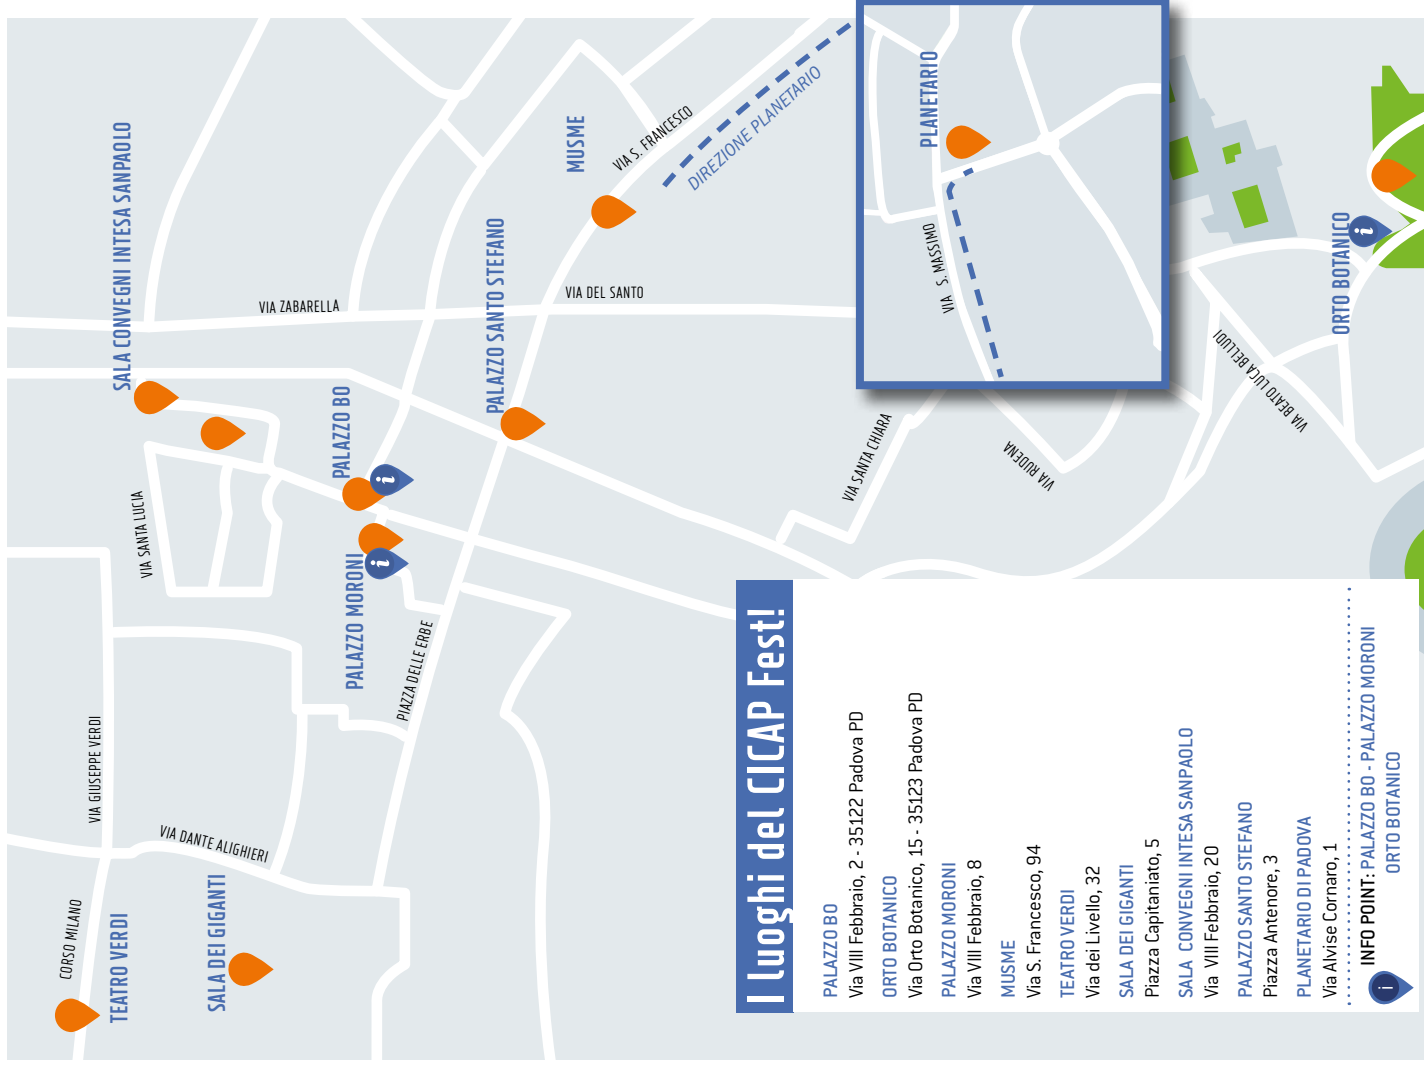 CORSO MILANO
TEATRO VERDI
SALA DEI GIGANTI
VIA DANTE ALIGHIERI
VIA GIUSEPPE VERDI
PIAZZA DELLE ERBE
PALAZZO MORONI
i
VIA SANTA LUCIA
PALAZZO BO
i
SALA CONVEGNI INTESA SANPAOLO
VIA ZABARELLA
PALAZZO SANTO STEFANO
VIA DEL SANTO
MUSME
VIA S. FRANCESCO
DIREZIONE PLANETARIO
PLANETARIO
VIA S. MASSIMO
VIA SANTA CHIARA
VIA RUDENA
VIA BEATO LUCA BELLUDI
ORTO BOTANICO
i
I luoghi del CICAP Fest!
PALAZZO BO
Via VIII Febbraio, 2 - 35122 Padova PD
ORTO BOTANICO
Via Orto Botanico, 15 - 35123 Padova PD
PALAZZO MORONI
Via VIII Febbraio, 8
MUSME
Via S. Francesco, 94
TEATRO VERDI
Via dei Livello, 32
SALA DEI GIGANTI
Piazza Capitaniato, 5
SALA CONVEGNI INTESA SANPAOLO
Via VIII Febbraio, 20
PALAZZO SANTO STEFANO
Piazza Antenore, 3
PLANETARIO DI PADOVA
Via Alvise Cornaro, 1
i
INFO POINT: PALAZZO BO - PALAZZO MORONI
ORTO BOTANICO